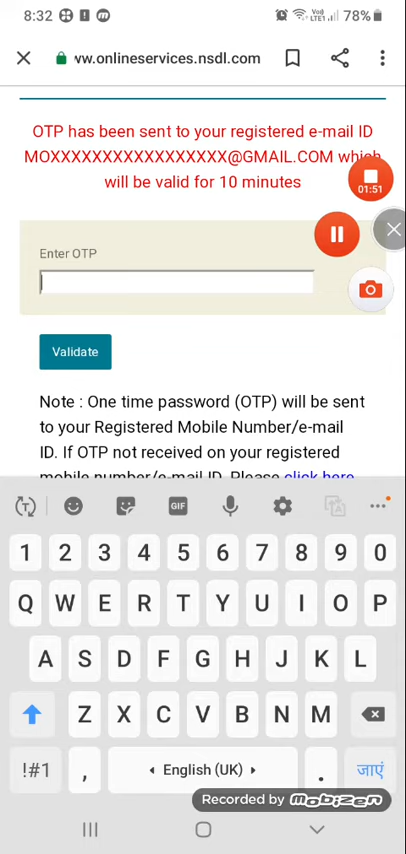 8:32 Vo) LTE1 78%
vw.onlineservices.nsdl.com
OTP has been sent to your registered e-mail ID
MOXXXXXXXXXXXXXXXXX@GMAIL.COM which
will be valid for 10 minutes
01:51
Enter OTP
Validate
Note : One time password (OTP) will be sent
to your Registered Mobile Number/e-mail
ID. If OTP not received on your registered
mobile number/e-mail ID. Please click here
T GIF A
1 2 3 4 5 6 7 8 9 0
Q W E R T Y U I O P
A S D F G H J K L
Z X C V B N M
!#1 , English (UK) . जाएं
Recorded by mobizen